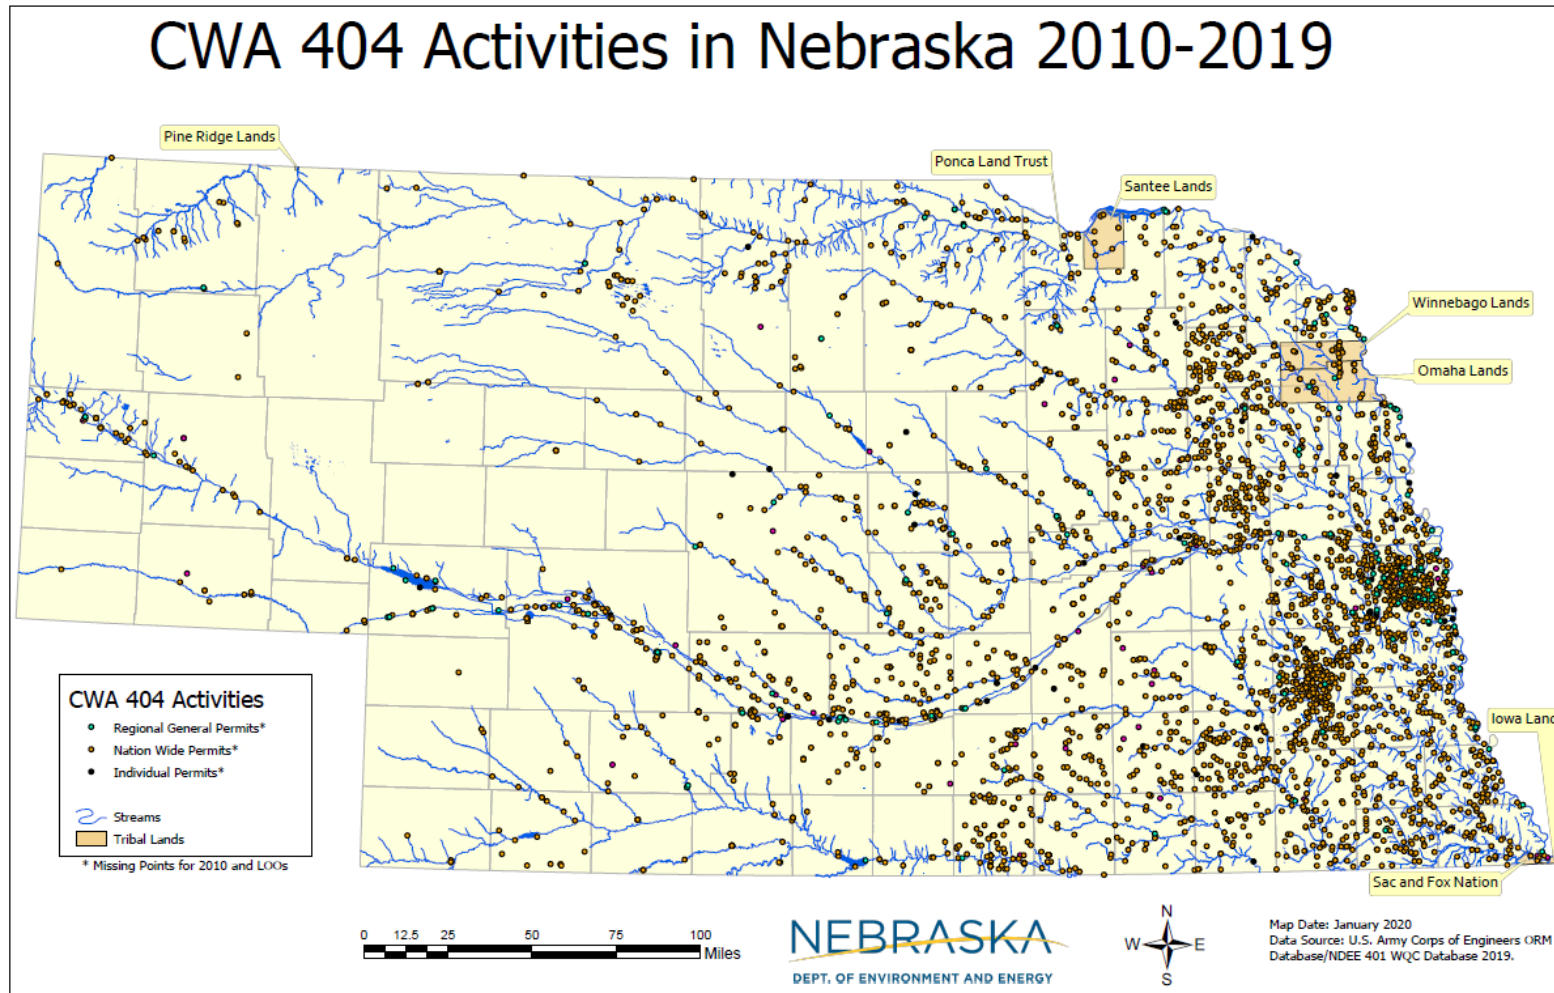 CWA 404 Activities in Nebraska 2010-2019
Pine Ridge Lands
Ponca Land Trust
Santee Lands
Winnebago Lands
Omaha Lands
CWA 404 Activities
Regional General Permits*
Nation Wide Permits*
Individual Permits*
Streams
Tribal Lands
* Missing Points for 2010 and LOOs
Iowa Land
Sac and Fox Nation
0 12.5 25 50 75 100
Miles
NEBRASKA
DEPT. OF ENVIRONMENT AND ENERGY
N
W E
S
Map Date: January 2020
Data Source: U.S. Army Corps of Engineers ORM
Database/NDEE 401 WQC Database 2019.